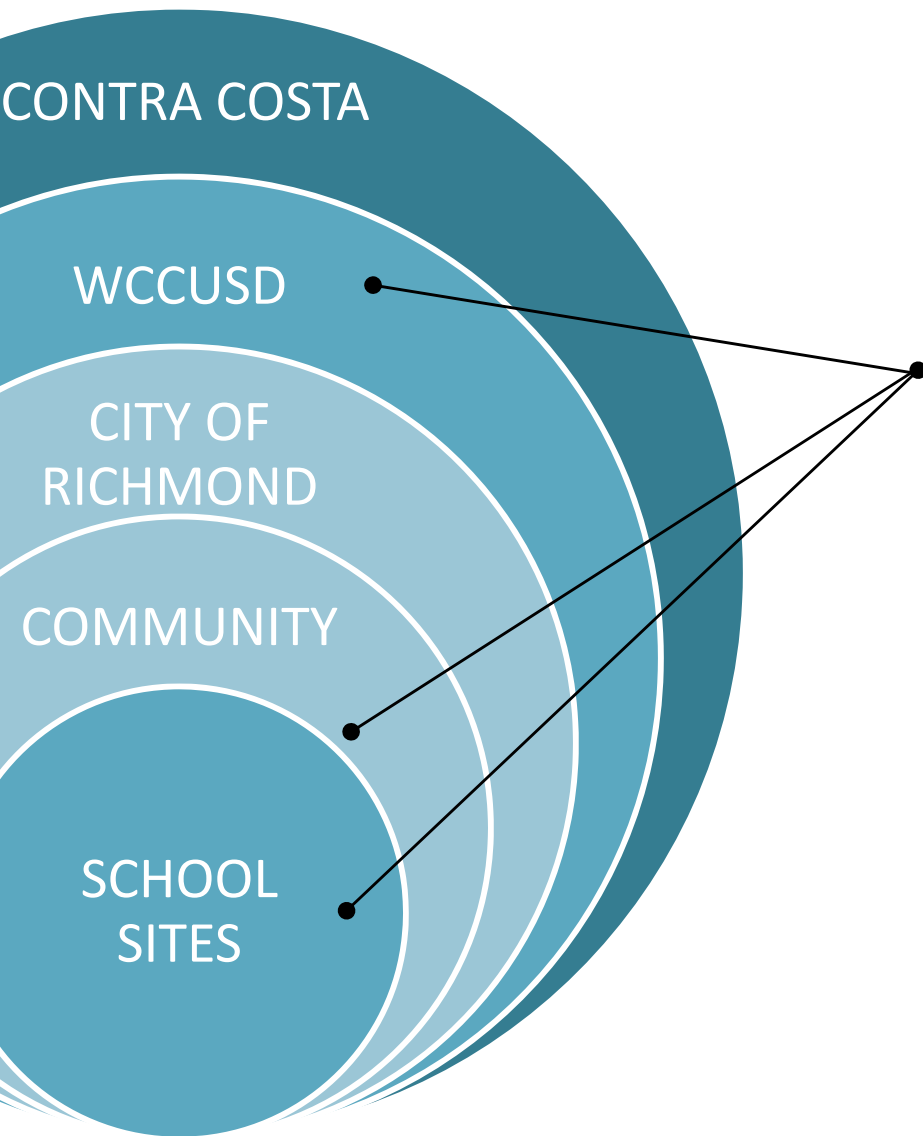 CONTRA COSTA
WCCUSD
CITY OF
RICHMOND
COMMUNITY
SCHOOL
SITES